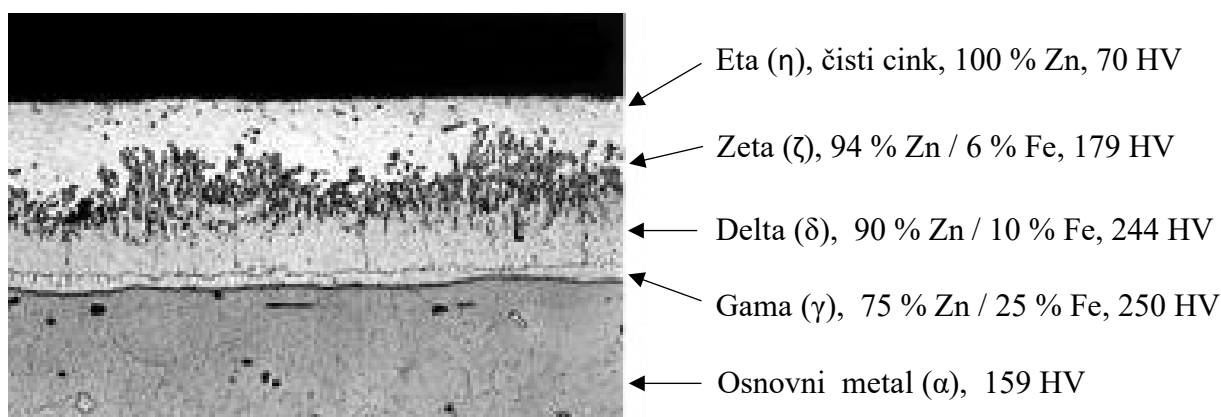 Eta (η), čisti cink, 100 % Zn, 70 HV
Zeta (ζ), 94 % Zn / 6 % Fe, 179 HV
Delta (δ), 90 % Zn / 10 % Fe, 244 HV
Gama (γ), 75 % Zn / 25 % Fe, 250 HV
Osnovni metal (α), 159 HV